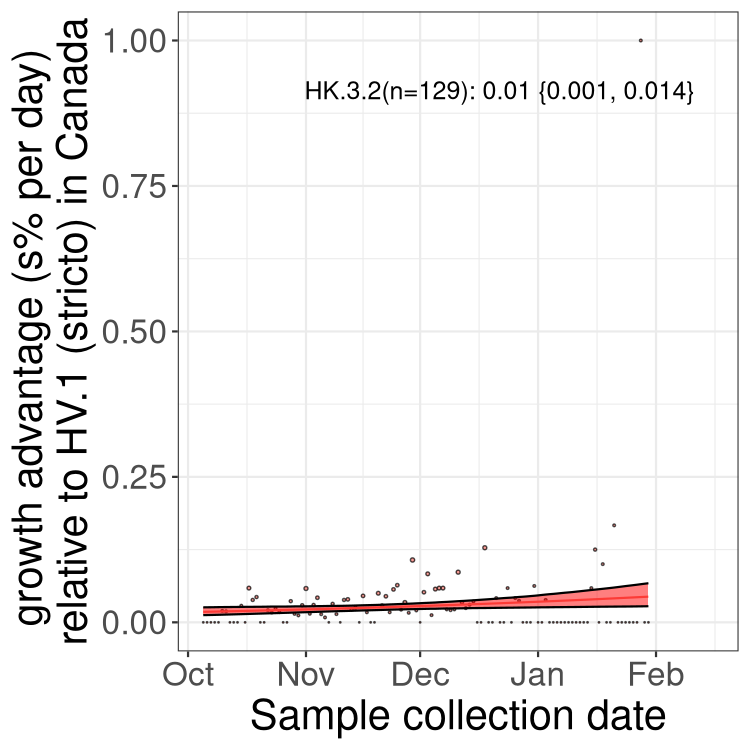 growth advantage (s% per day)
relative to HV.1 (stricto) in Canada
1.00
0.75
0.50
0.25
0.00
HK.3.2(n=129): 0.01 {0.001, 0.014}
Oct Nov Dec Jan Feb
Sample collection date